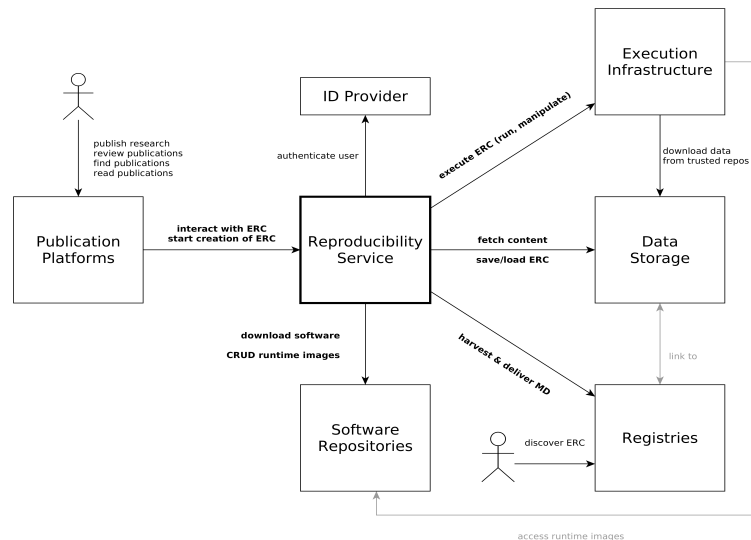 Execution
Infrastructure
ID Provider
execute ERC (run, manipulate)
publish research
review publications
find publications
read publications
authenticate user
download data
from trusted repos
Publication
Platforms
interact with ERC
start creation of ERC
Reproducibility
Service
fetch content
save/load ERC
Data
Storage
download software
CRUD runtime images
harvest & deliver MD
link to
Software
Repositories
discover ERC
Registries
access runtime images